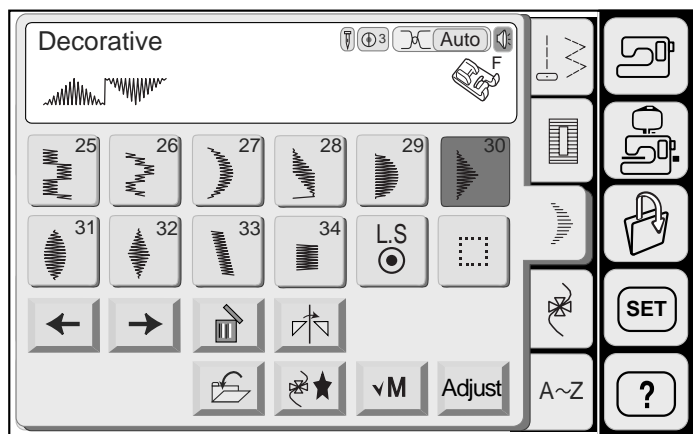 Decorative
3
Auto
F
25 26 27 28 29 30
31 32 33 34 L.S
M Adjust
A~Z
SET
?